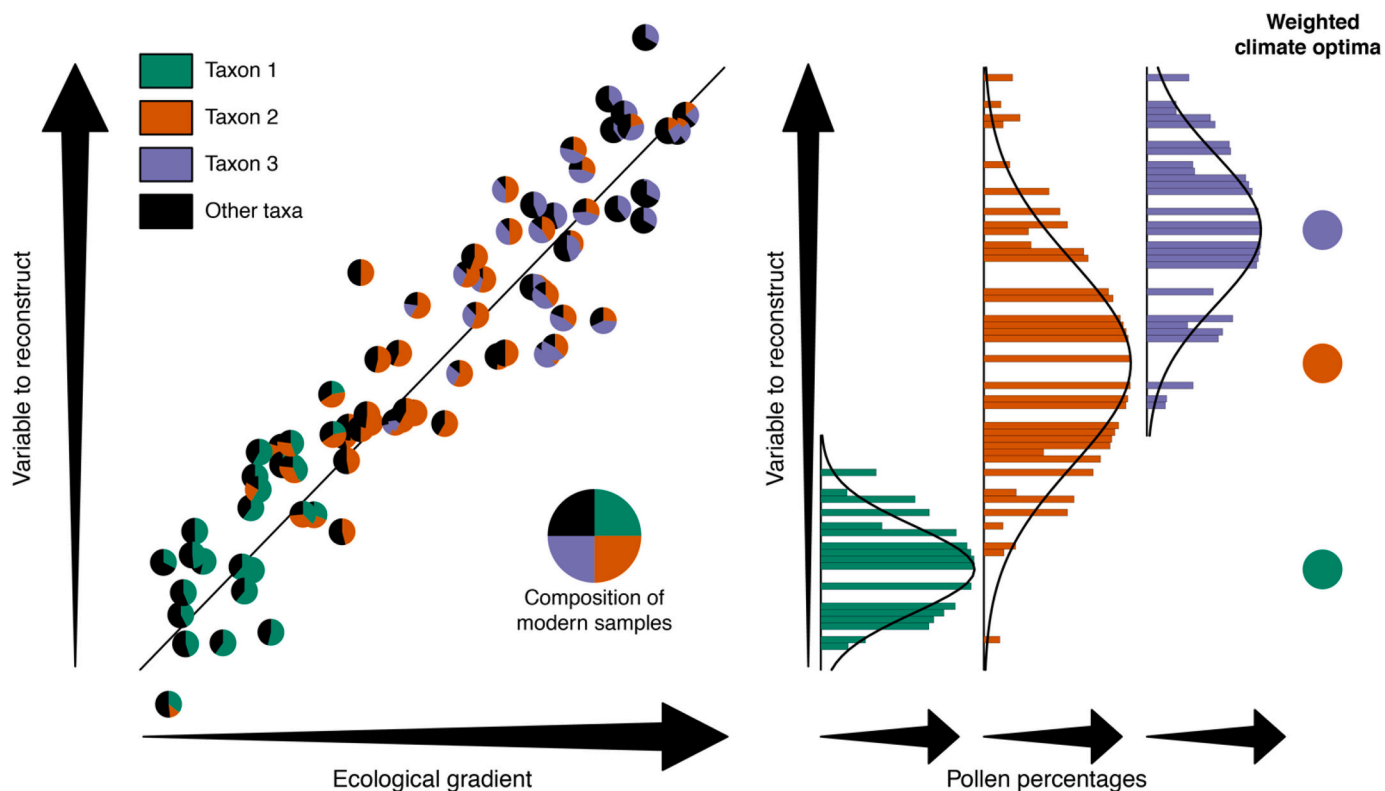 Weighted
climate optima
Taxon 1
Taxon 2
Taxon 3
Other taxa
Variable to reconstruct
Variable to reconstruct
Composition of
modern samples
Ecological gradient
Pollen percentages